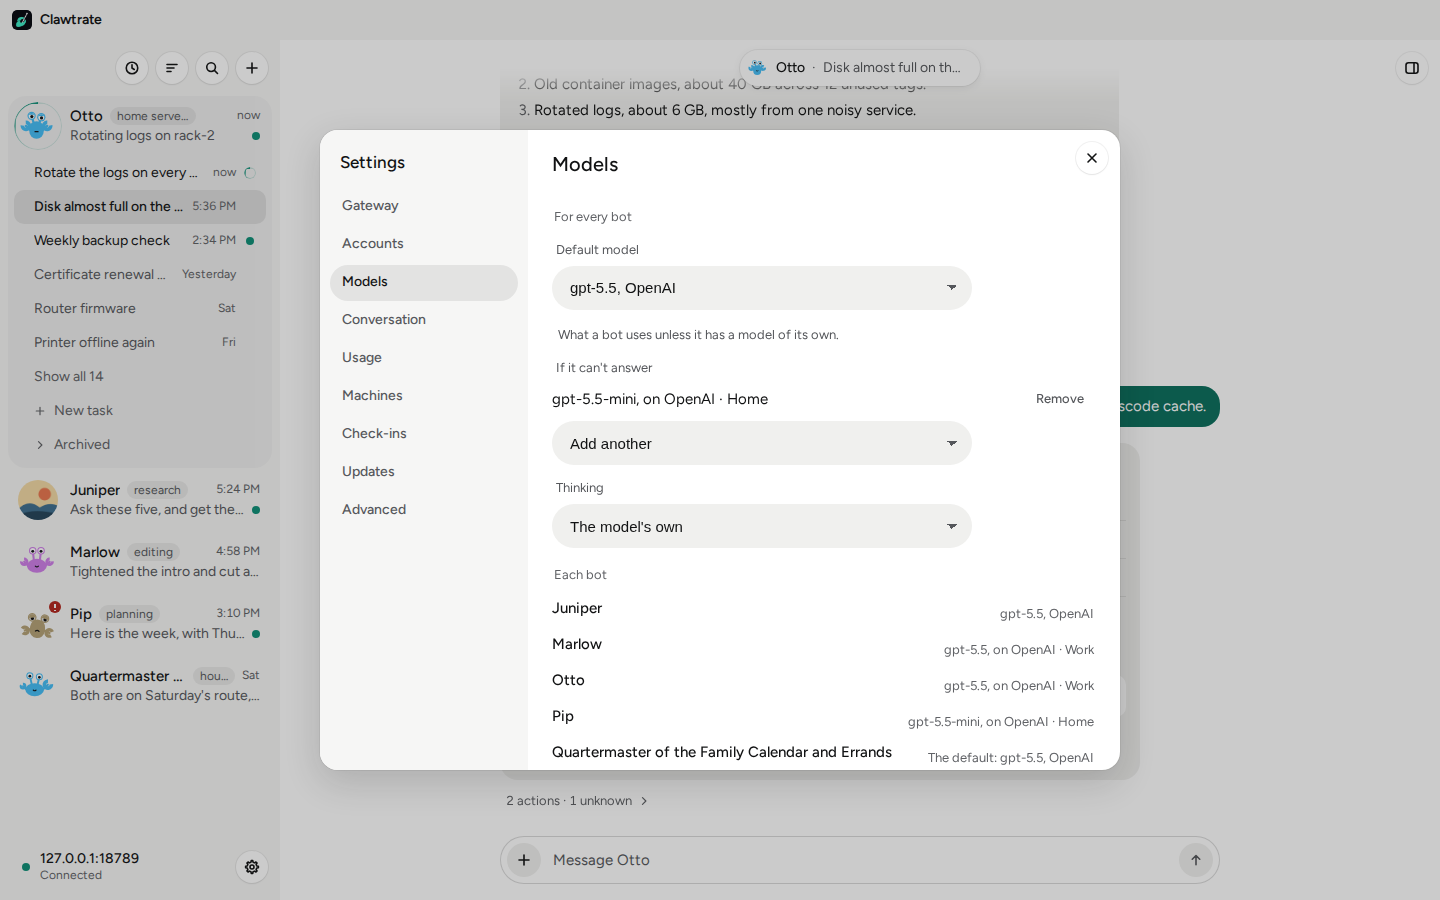 Clawtrate
Otto
home serve...
now
Rotating logs on rack-2
Rotate the logs on every ...
now
Disk almost full on the ...
5:36 PM
Weekly backup check
2:34 PM
Certificate renewal ...
Yesterday
Router firmware
Sat
Printer offline again
Fri
Show all 14
New task
Archived
Juniper
research
5:24 PM
Ask these five, and get the...
Marlow
editing
4:58 PM
Tightened the intro and cut a...
Pip
planning
3:10 PM
Here is the week, with Thu...
Quartermaster ...
hou...
Sat
Both are on Saturday's route,...
127.0.0.1:18789
Connected
Otto · Disk almost full on th...
2. Old container images, about 40 GB across 12 unused tags.
3. Rotated logs, about 6 GB, mostly from one noisy service.
scode cache.
Settings
Gateway
Accounts
Models
Conversation
Usage
Machines
Check-ins
Updates
Advanced
Models
For every bot
Default model
gpt-5.5, OpenAI
What a bot uses unless it has a model of its own.
If it can't answer
gpt-5.5-mini, on OpenAI · Home
Remove
Add another
Thinking
The model's own
Each bot
Juniper
gpt-5.5, OpenAI
Marlow
gpt-5.5, on OpenAI · Work
Otto
gpt-5.5, on OpenAI · Work
Pip
gpt-5.5-mini, on OpenAI · Home
Quartermaster of the Family Calendar and Errands
The default: gpt-5.5, OpenAI
2 actions · 1 unknown
Message Otto